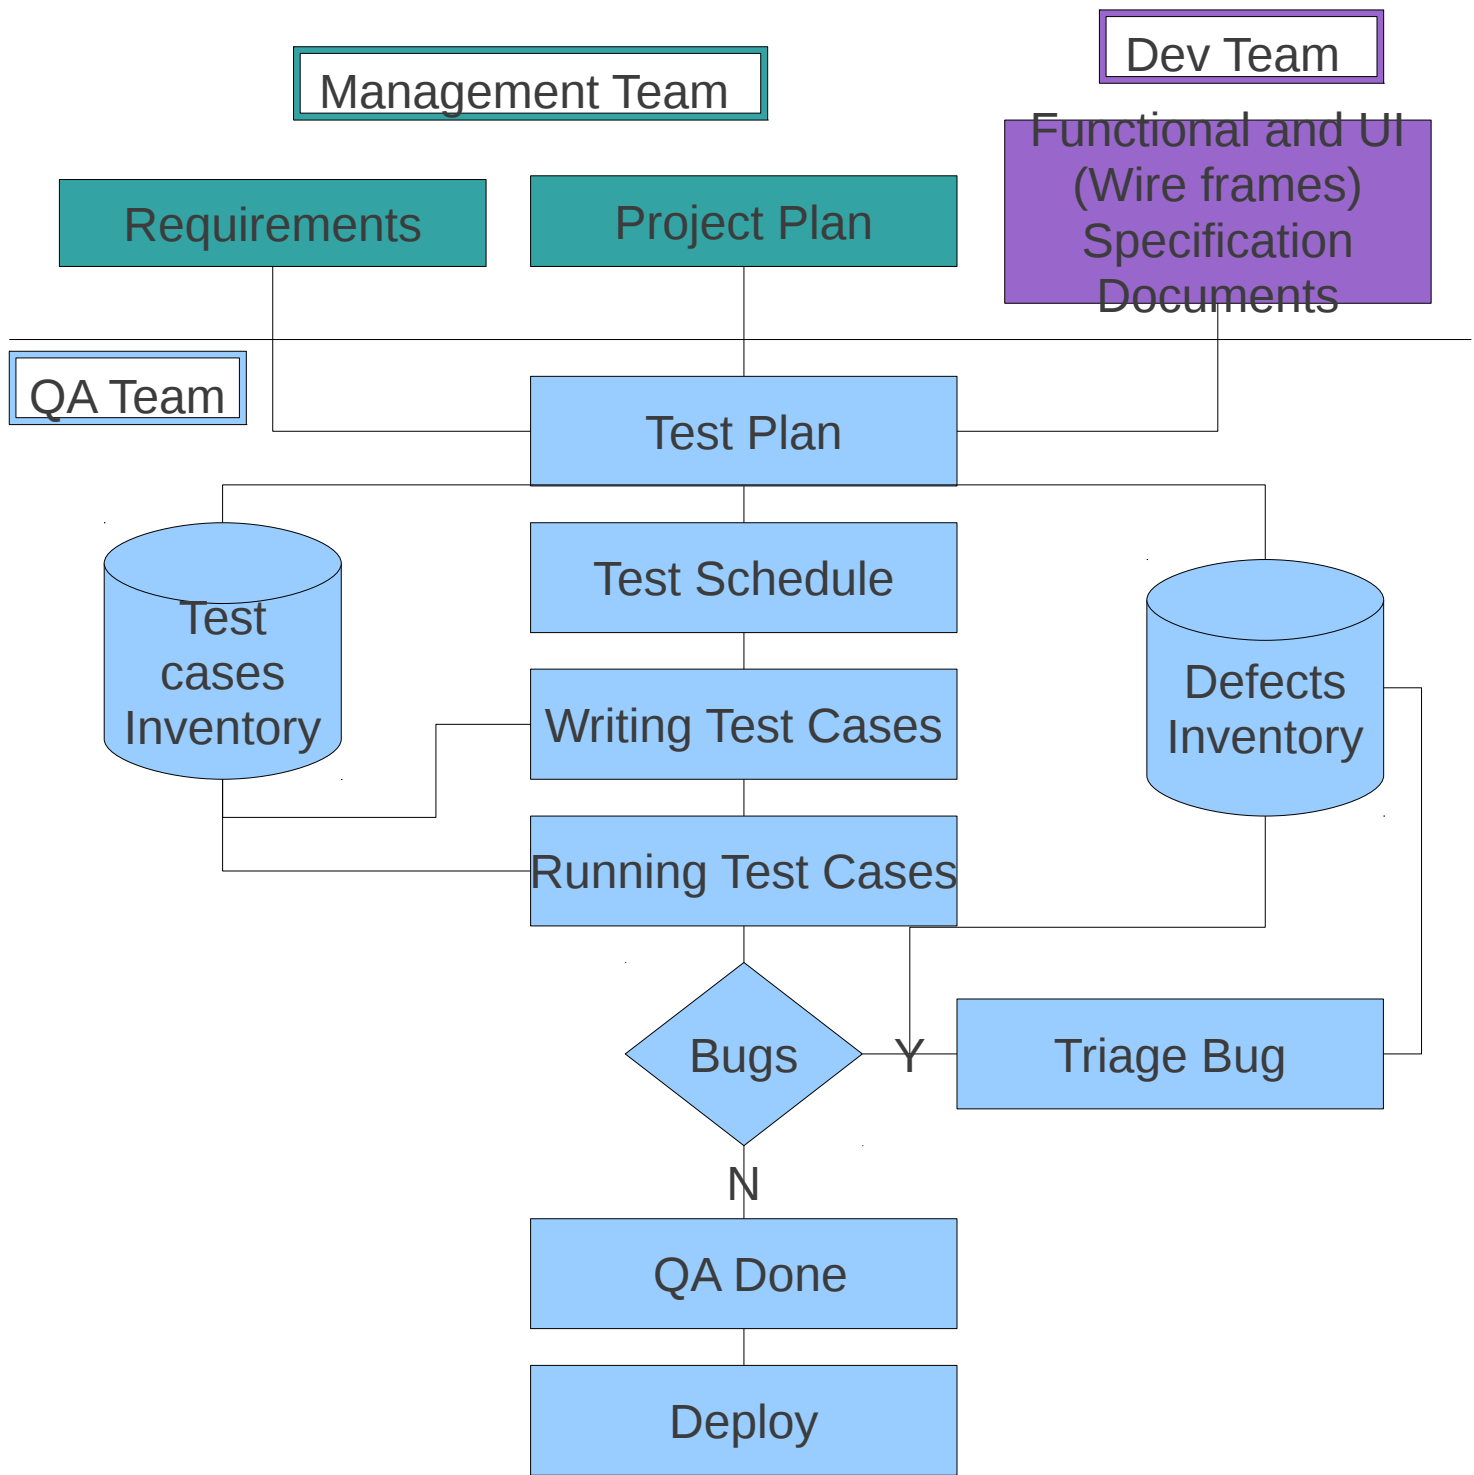 Dev Team
Management Team
Functional and UI
(Wire frames)
Specification
Documents
Requirements
Project Plan
QA Team
Test Plan
Test Schedule
Test
cases
Inventory
Defects
Inventory
Writing Test Cases
Running Test Cases
Bugs
Y
Triage Bug
N
QA Done
Deploy